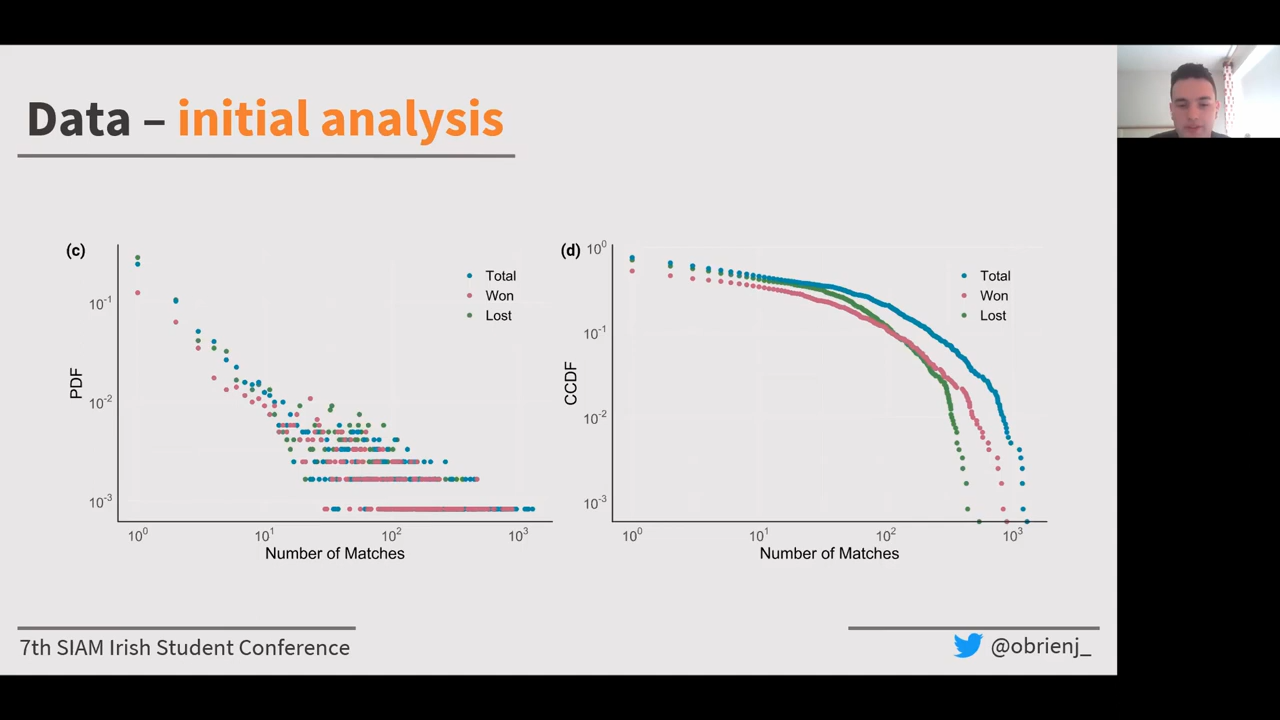 Data – initial analysis
(c)
Total
Won
Lost
10^-1
10^-2
10^-3
PDF
10^0
10^1
10^2
10^3
Number of Matches
(d)
Total
Won
Lost
10^0
10^-1
10^-2
10^-3
CCDF
10^0
10^1
10^2
10^3
Number of Matches
7th SIAM Irish Student Conference
@obrienj_